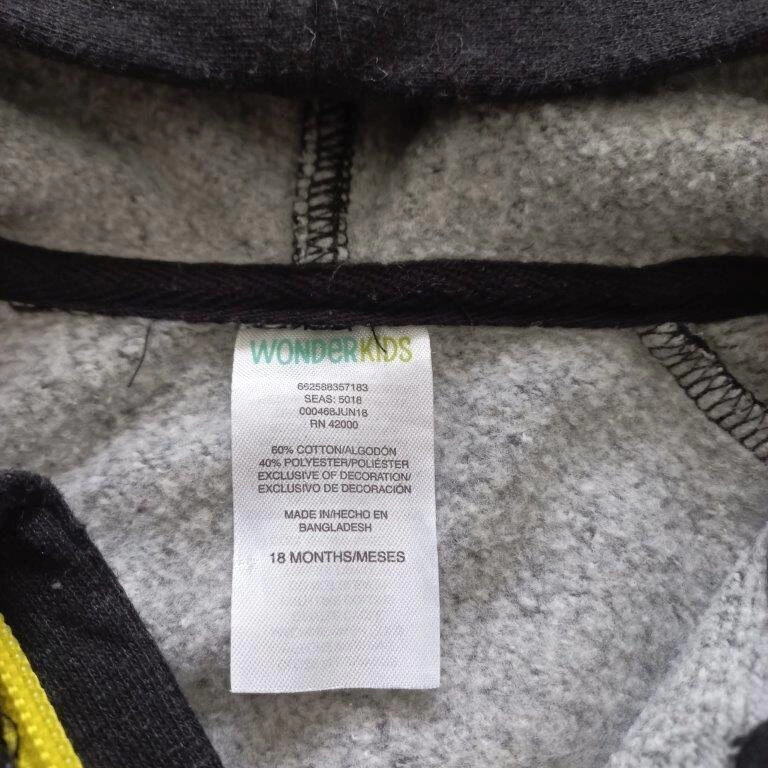 WONDERKIDS
662588357183
SEAS: 5018
000468JUN18
RN 42000
60% COTTON/ALGODÓN
40% POLYESTER/POLIÉSTER
EXCLUSIVE OF DECORATION/
EXCLUSIVO DE DECORACIÓN
MADE IN/HECHO EN
BANGLADESH
18 MONTHS/MESES